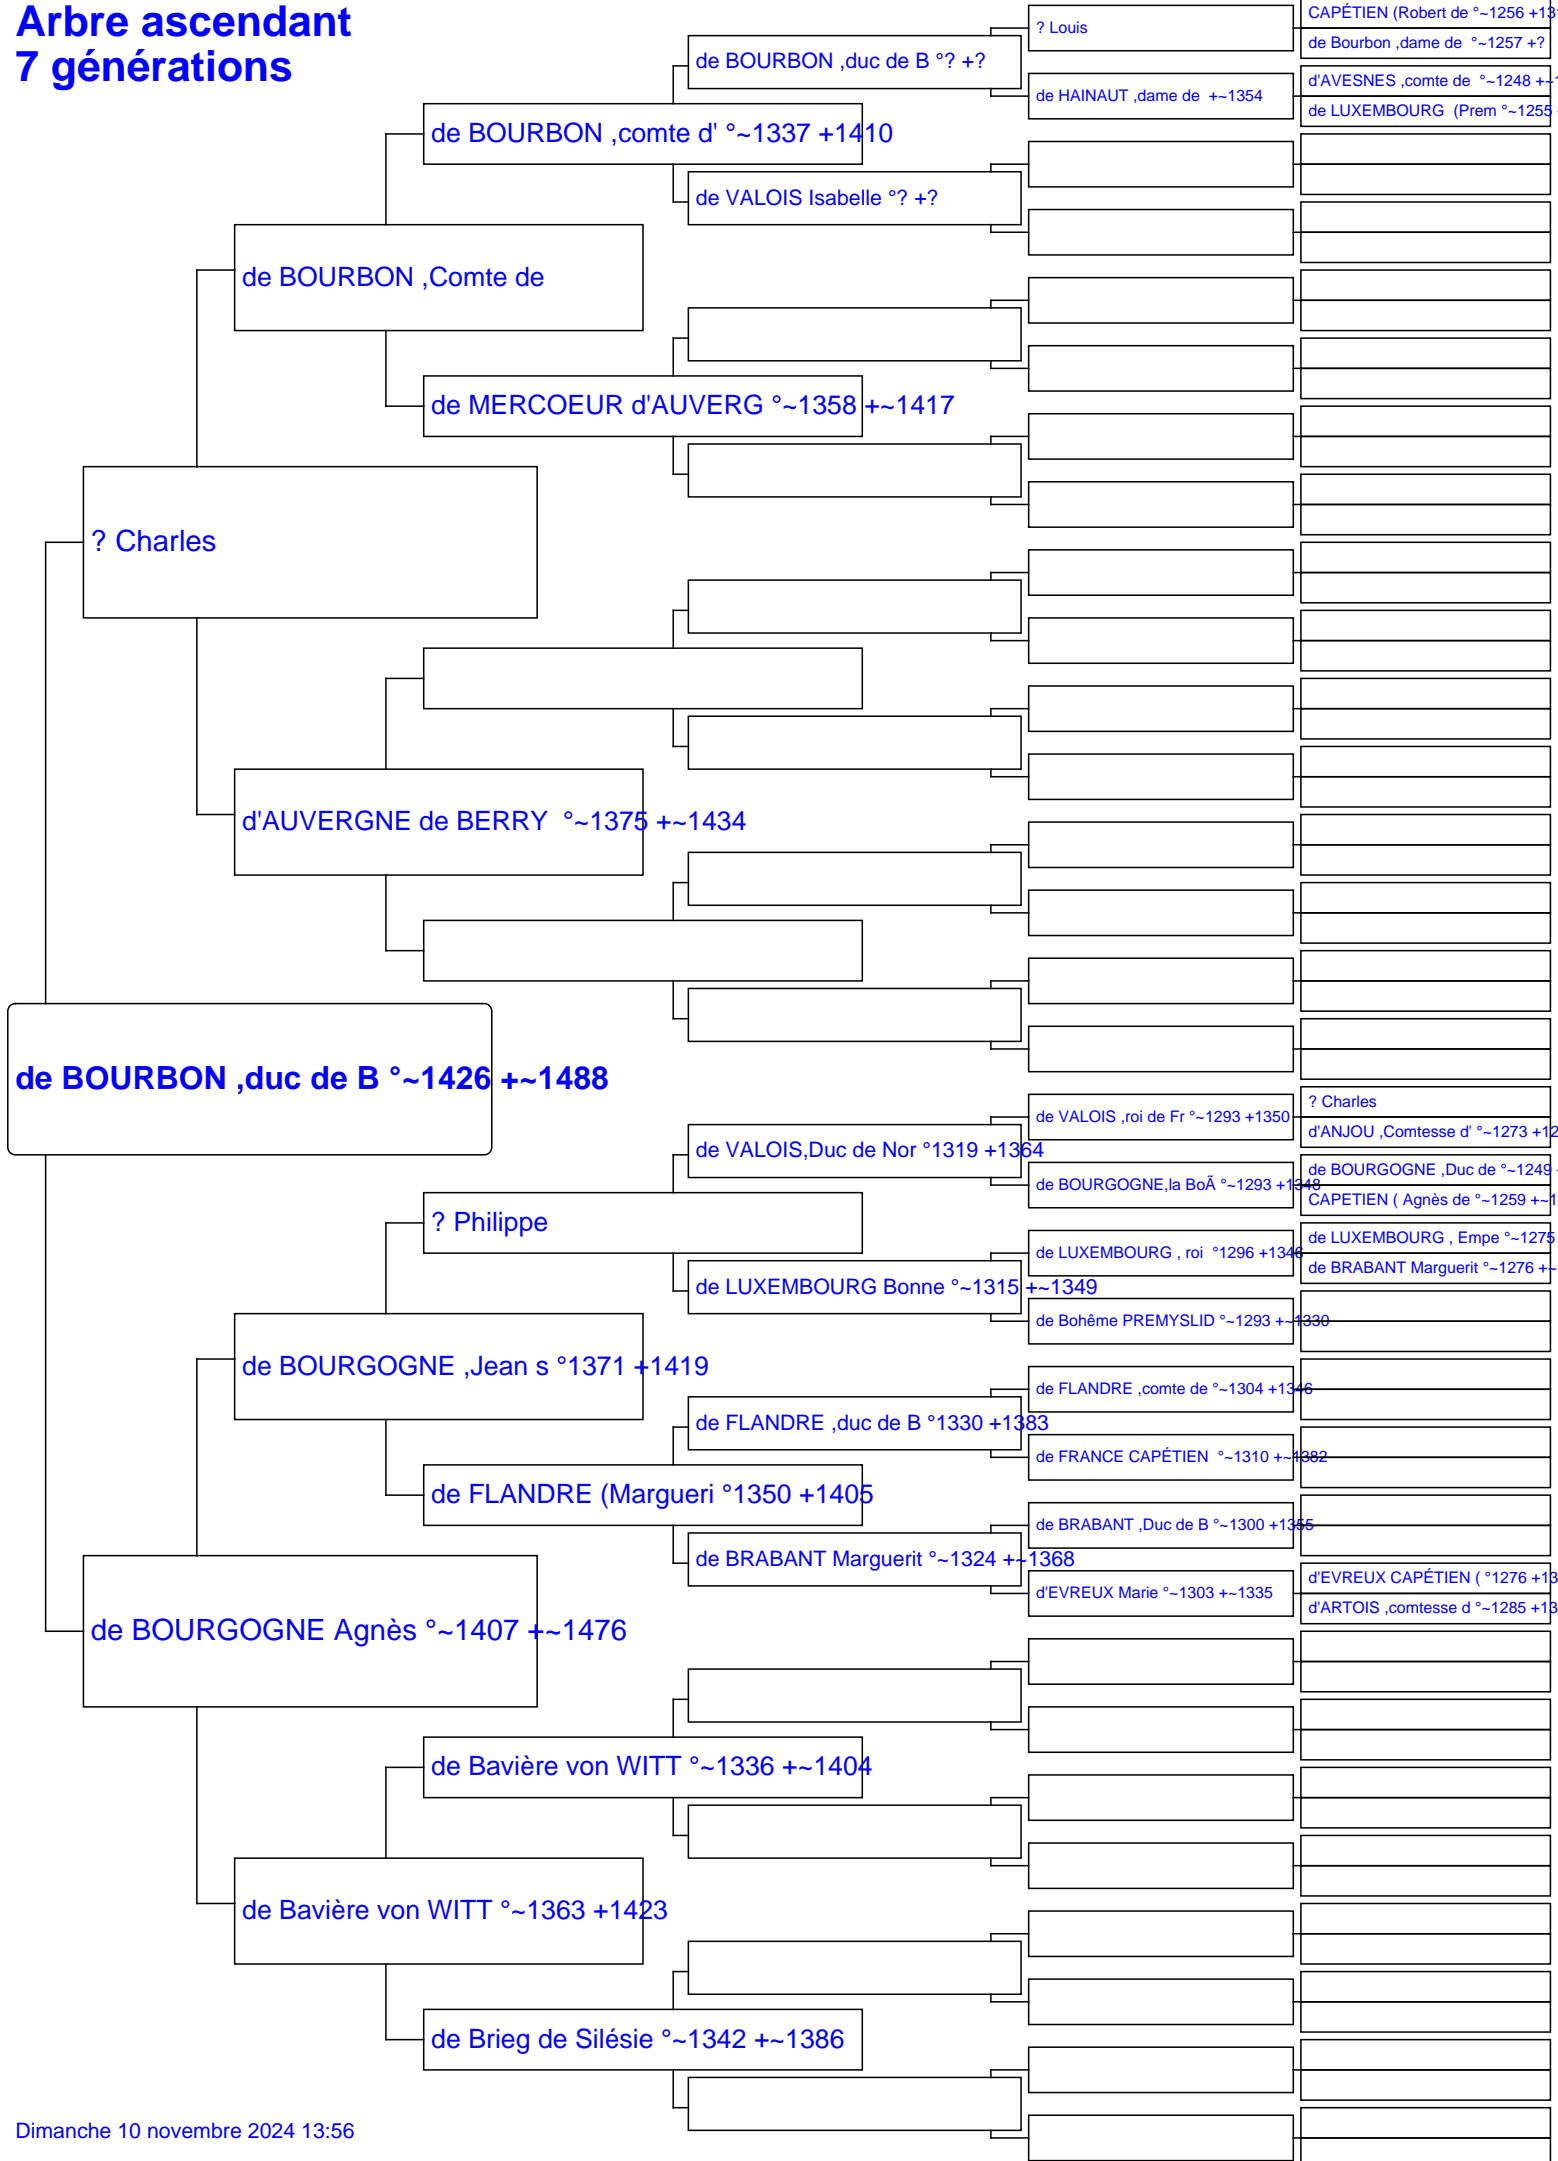 Arbre ascendant
7 générations
CAPÉTIEN (Robert de °~1256 +13
? Louis
de Bourbon ,dame de °~1257 +?
de BOURBON ,duc de B °? +?
d'AVESNES ,comte de °~1248 +~1
de HAINAUT ,dame de +~1354
de LUXEMBOURG (Prem °~1255
de BOURBON ,comte d' °~1337 +1410
de VALOIS Isabelle °? +?
de BOURBON ,Comte de
de MERCOEUR d'AUVERG °~1358 +~1417
? Charles
d'AUVERGNE de BERRY °~1375 +~1434
de BOURBON ,duc de B °~1426 +~1488
? Charles
de VALOIS ,roi de Fr °~1293 +1350
d'ANJOU ,Comtesse d' °~1273 +12
de VALOIS,Duc de Nor °1319 +1364
de BOURGOGNE ,Duc de °~1249
de BOURGOGNE,la BoÃ °~1293 +1348
CAPETIEN ( Agnès de °~1259 +~1
? Philippe
de LUXEMBOURG , Empe °~1275
de LUXEMBOURG , roi °1296 +1346
de BRABANT Marguerit °~1276 +~
de LUXEMBOURG Bonne °~1315 +~1349
de Bohême PREMYSLID °~1293 +~1330
de BOURGOGNE ,Jean s °1371 +1419
de FLANDRE ,comte de °~1304 +1346
de FLANDRE ,duc de B °1330 +1383
de FRANCE CAPÉTIEN °~1310 +~1382
de FLANDRE (Margueri °1350 +1405
de BRABANT ,Duc de B °~1300 +1355
de BRABANT Marguerit °~1324 +~1368
d'EVREUX CAPÉTIEN ( °1276 +13
d'EVREUX Marie °~1303 +~1335
d'ARTOIS ,comtesse d °~1285 +13
de BOURGOGNE Agnès °~1407 +~1476
de Bavière von WITT °~1336 +~1404
de Bavière von WITT °~1363 +1423
de Brieg de Silésie °~1342 +~1386
Dimanche 10 novembre 2024 13:56